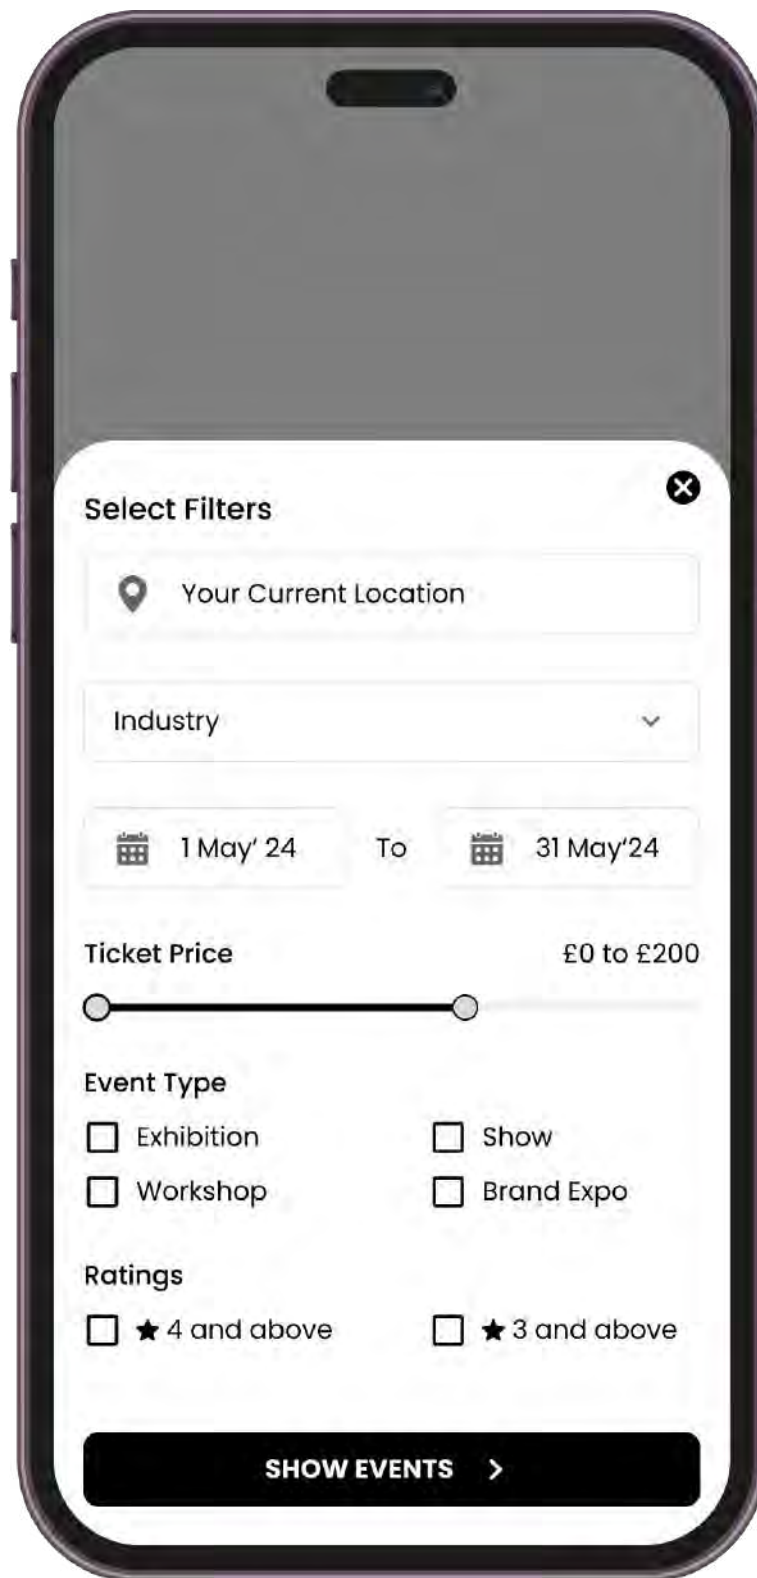 Select Filters
Your Current Location
Industry
1 May‘ 24 To 31 May‘24
Ticket Price £0 to £200
Event Type
Exhibition Show
Workshop Brand Expo
Ratings
★ 4 and above ★ 3 and above
SHOW EVENTS